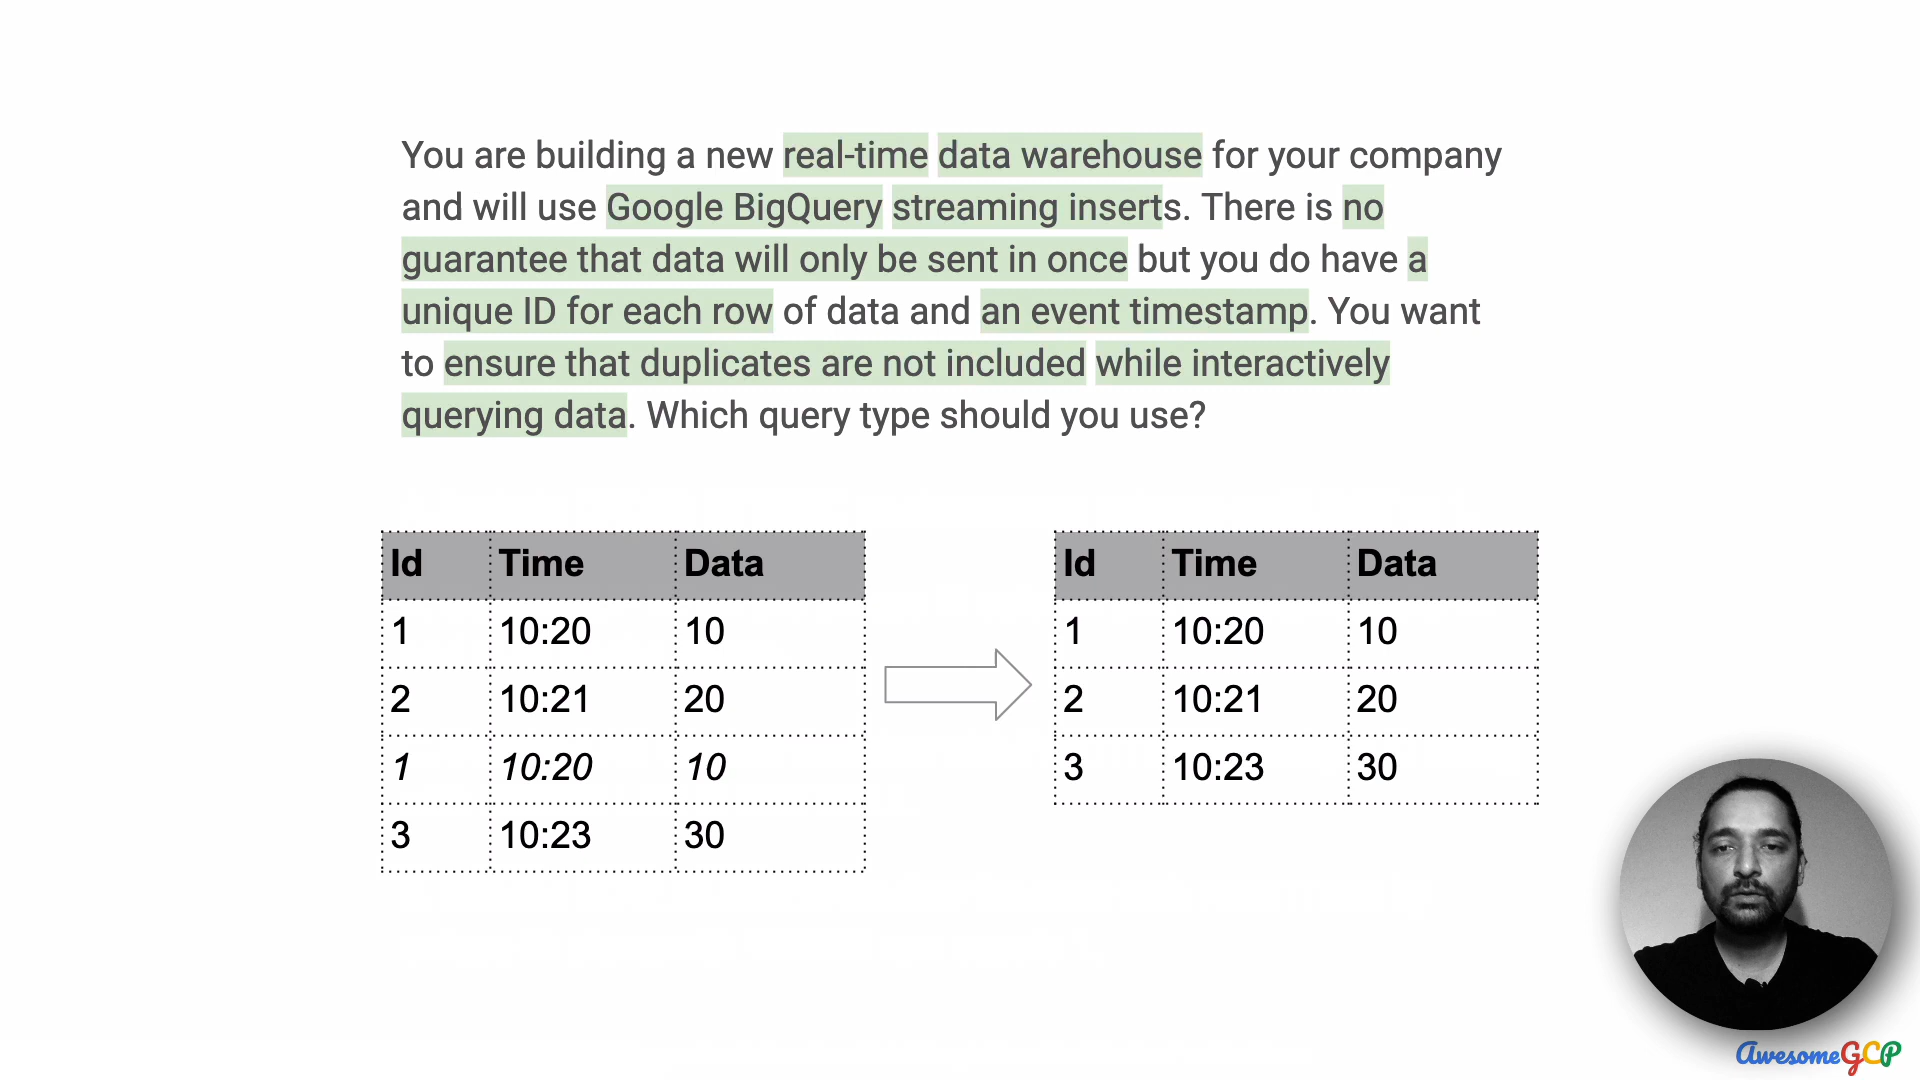 You are building a new real-time data warehouse for your company
and will use Google BigQuery streaming inserts. There is no
guarantee that data will only be sent in once but you do have a
unique ID for each row of data and an event timestamp. You want
to ensure that duplicates are not included while interactively
querying data. Which query type should you use?
Id Time Data
1 10:20 10
2 10:21 20
1 10:20 10
3 10:23 30
Id Time Data
1 10:20 10
2 10:21 20
3 10:23 30
AwesomeGCP